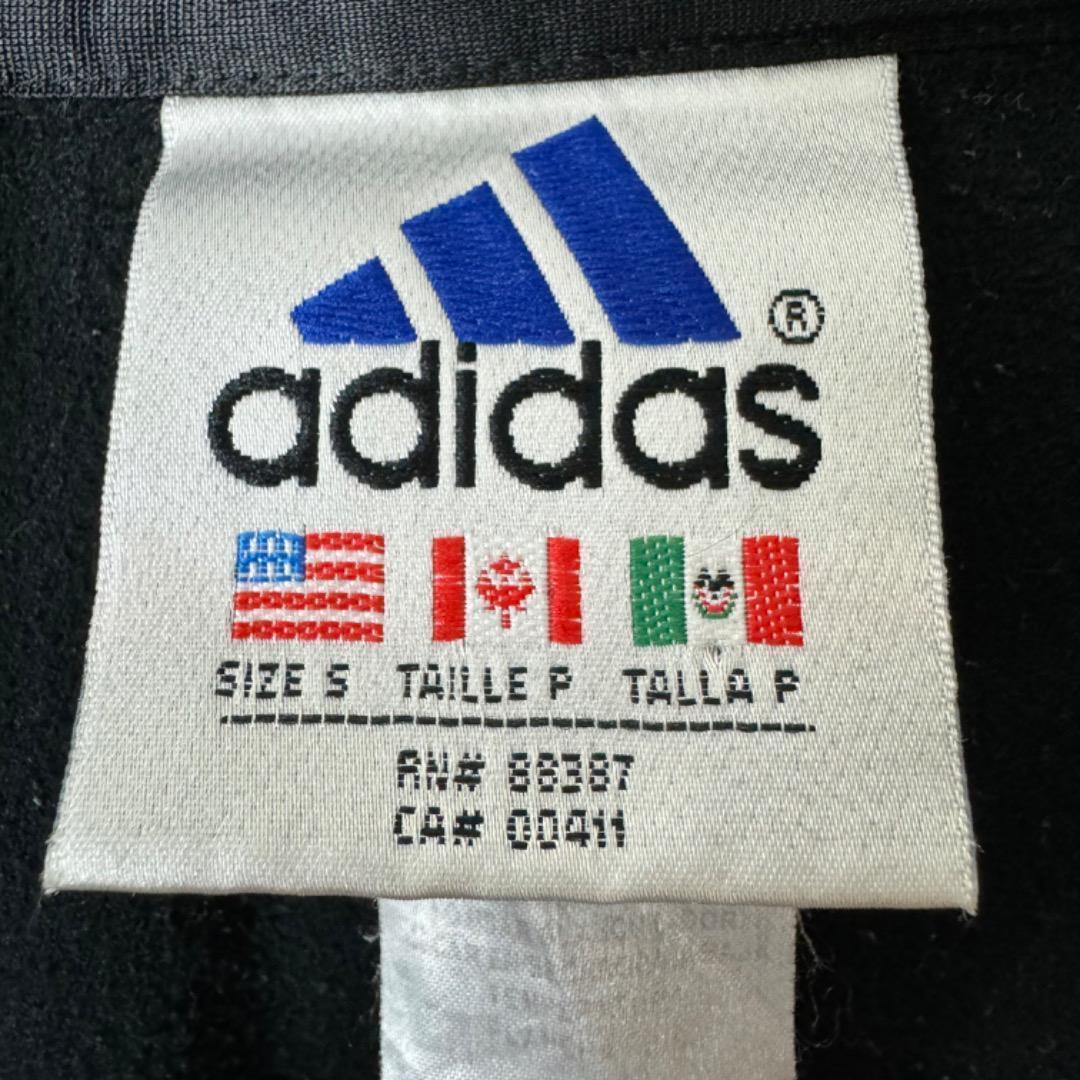 ®
adidas
SIZE S TAILLE P TALLA P
RN# 88387
CA# 00411